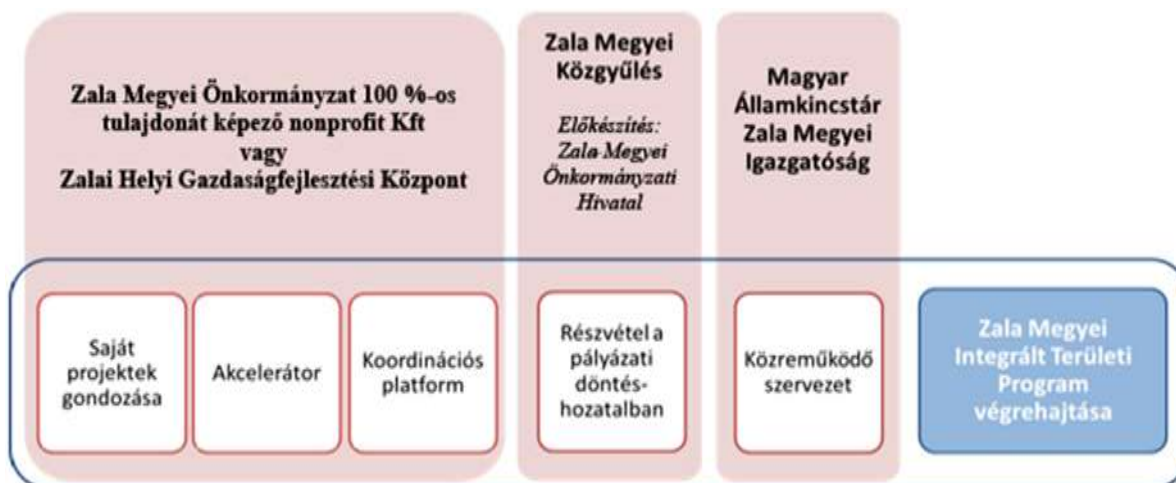 Zala Megyei Önkormányzat 100 %-os
tulajdonát képező nonprofit Kft
vagy
Zalai Helyi Gazdaságfejlesztési Központ
Zala Megyei
Közgyűlés
Előkészítés:
Zala Megyei
Önkormányzati
Hivatal
Magyar
Államkincstár
Zala Megyei
Igazgatóság
Saját
projektek
gondozása
Akcelerátor
Koordinációs
platform
Részvétel a
pályázati
döntés-
hozatalban
Közreműködő
szervezet
Zala Megyei
Integrált Területi
Program
végrehajtása